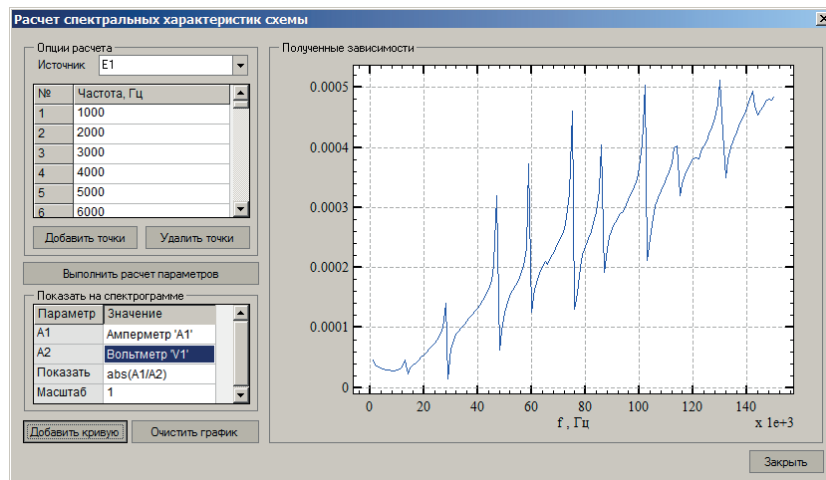 Расчет спектральных характеристик схемы
Опции расчета
Источник E1
№ Частота, Гц
1 1000
2 2000
3 3000
4 4000
5 5000
6 6000
Добавить точки Удалить точки
Выполнить расчет параметров
Показать на спектрограмме
Параметр Значение
A1 Амперметр 'A1'
A2 Вольтметр 'V1'
Показать abs(A1/A2)
Масштаб 1
Добавить кривую Очистить график
Полученные зависимости
0.0005
0.0004
0.0003
0.0002
0.0001
0
0 20 40 60 80 100 120 140
f , Гц x 1e+3
Закрыть